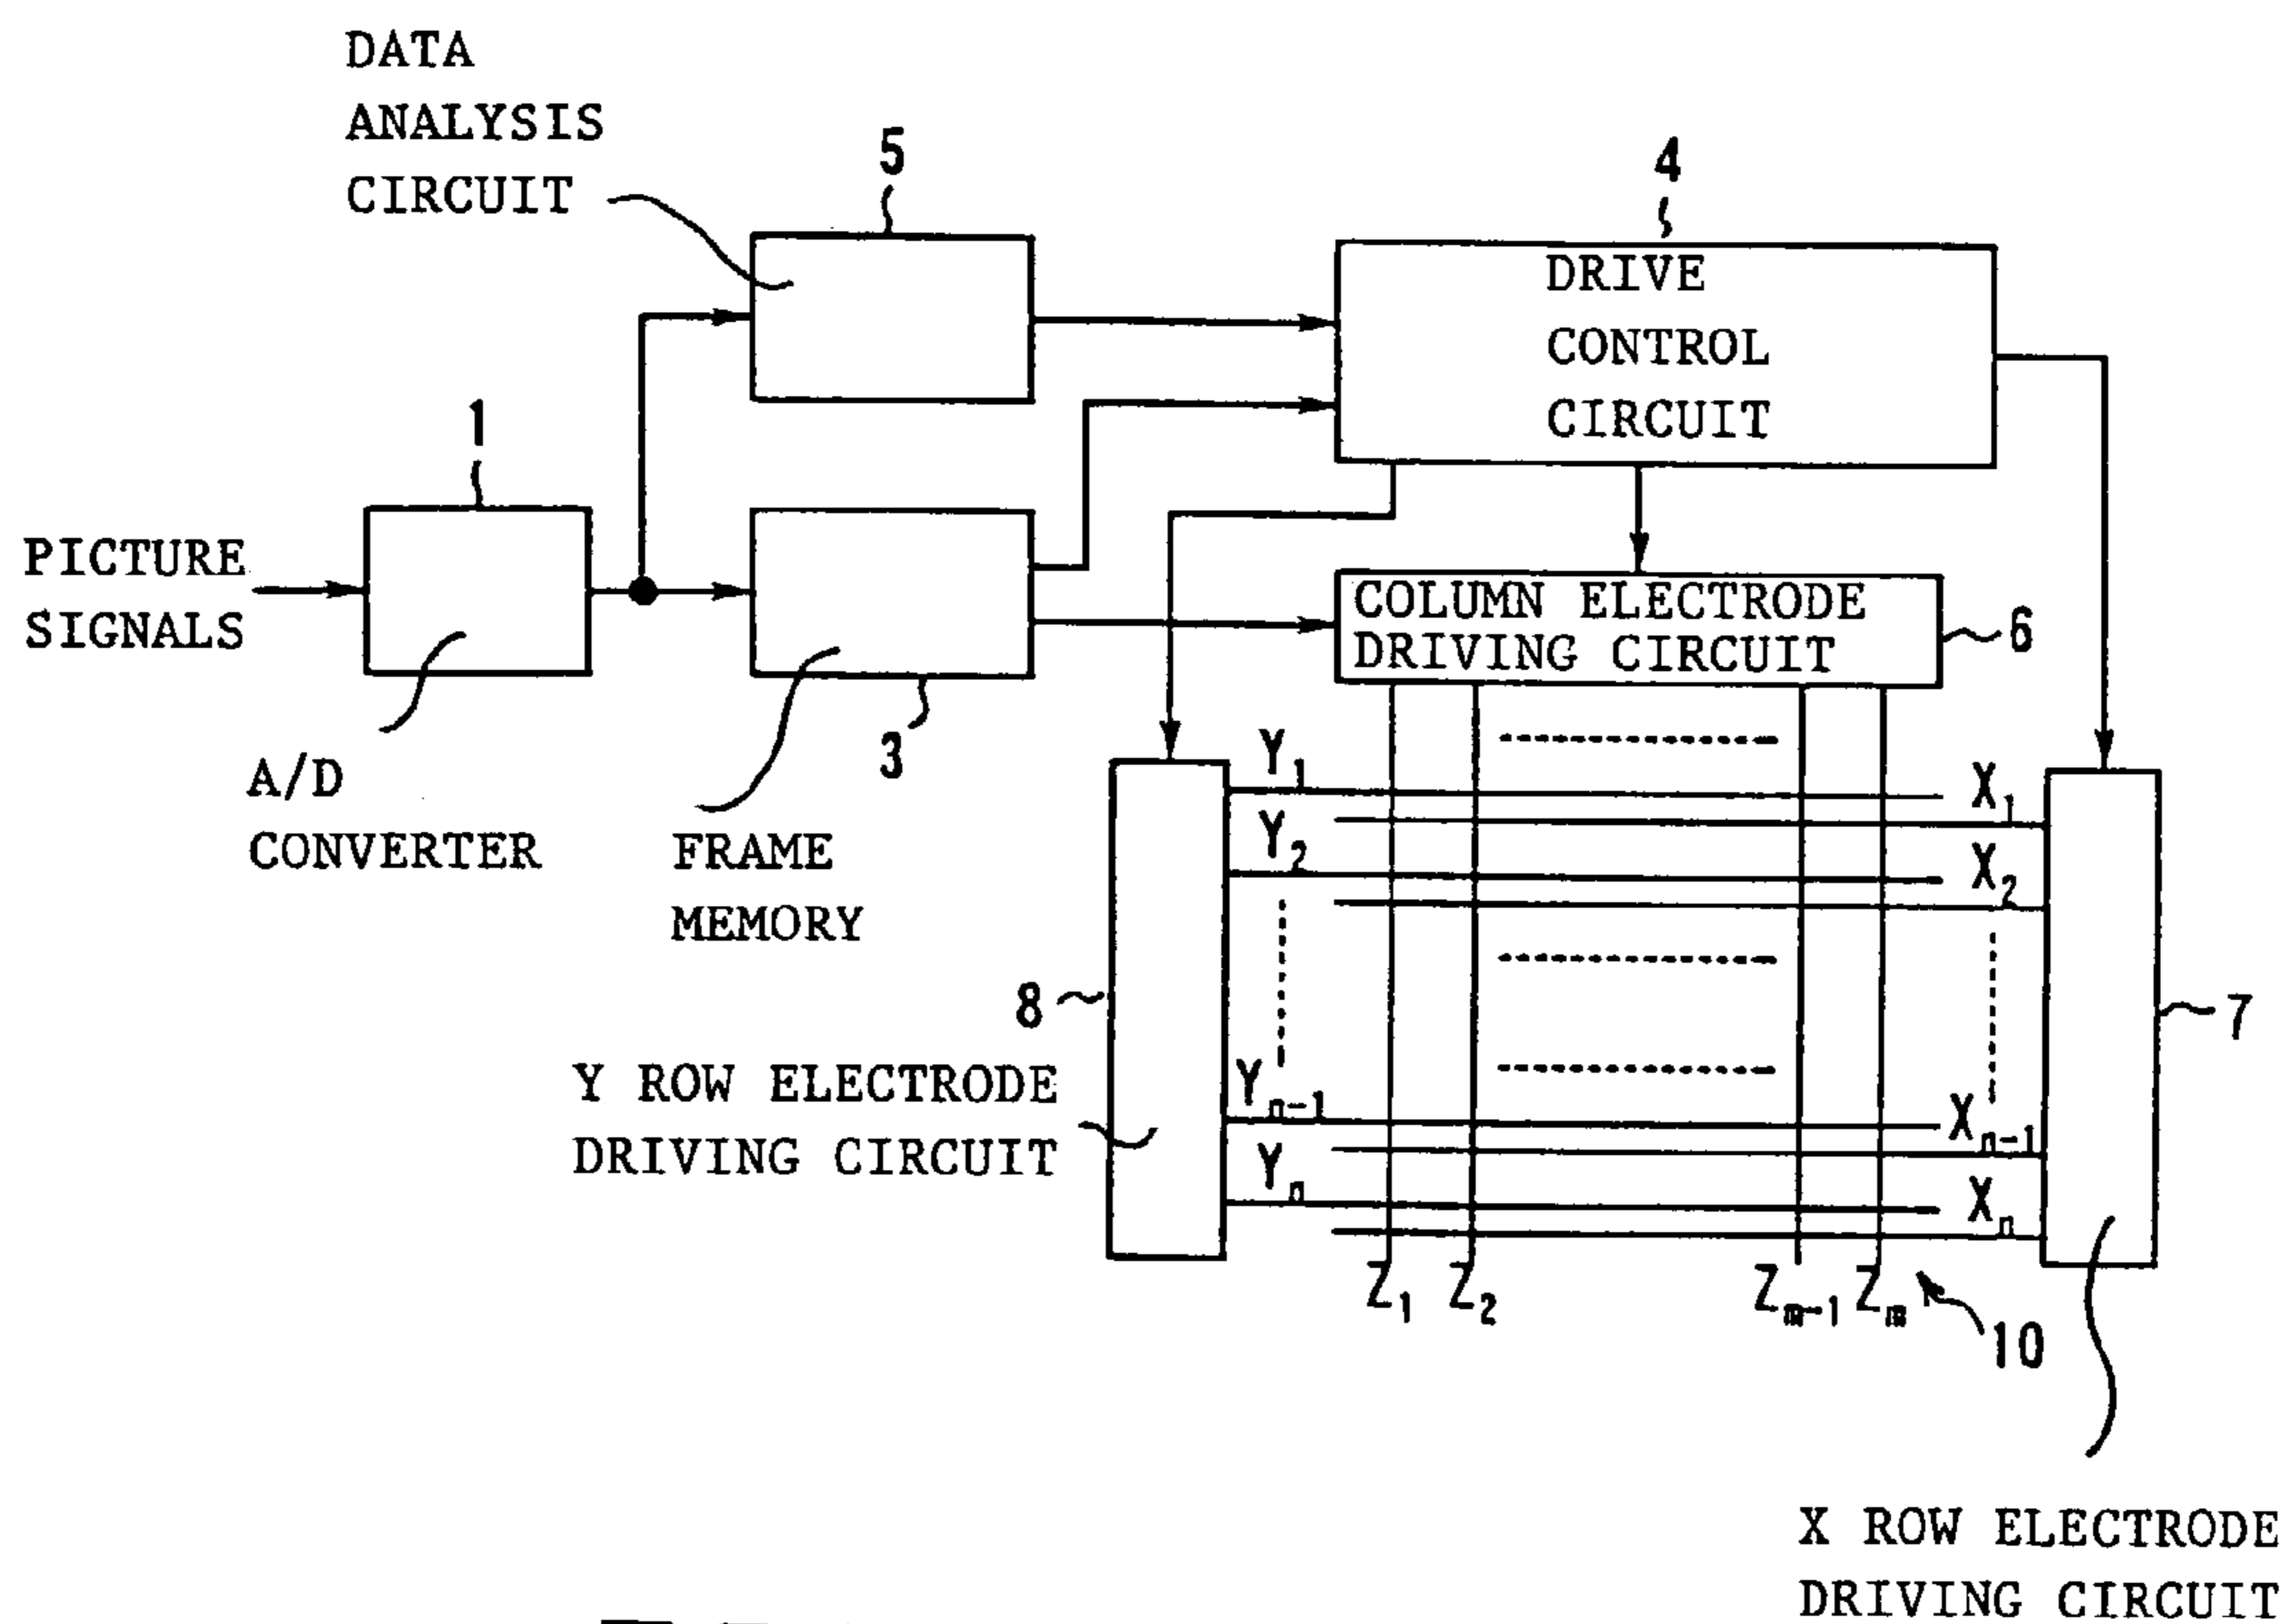 DATA
ANALYSIS
CIRCUIT
5
4
DRIVE
CONTROL
CIRCUIT
1
PICTURE
SIGNALS
COLUMN ELECTRODE
DRIVING CIRCUIT
6
3
A/D
CONVERTER
FRAME
MEMORY
Y₁
X₁
Y₂
X₂
8
7
Y ROW ELECTRODE
DRIVING CIRCUIT
Yₙ₋₁
Xₙ₋₁
Yₙ
Xₙ
Z₁ Z₂ Zₘ₋₁ Zₘ
10
X ROW ELECTRODE
DRIVING CIRCUIT